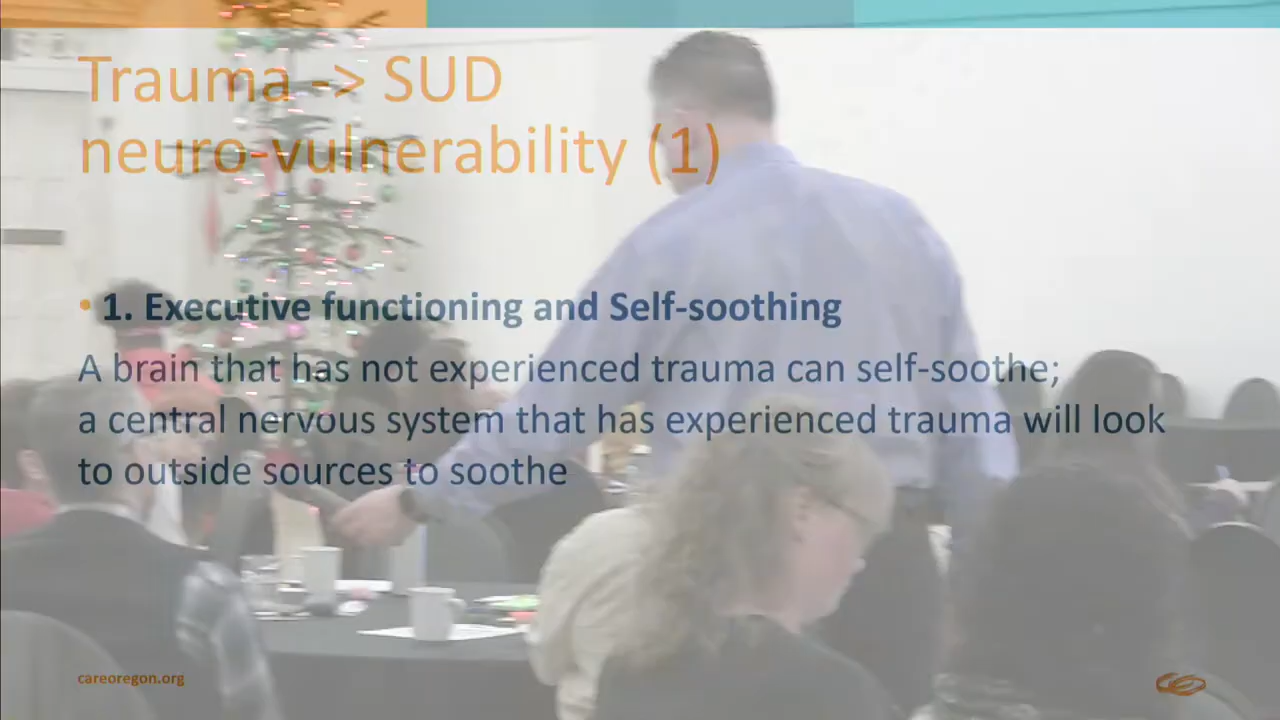 Trauma -> SUD
neuro-vulnerability (1)
• 1. Executive functioning and Self-soothing
A brain that has not experienced trauma can self-soothe;
a central nervous system that has experienced trauma will look
to outside sources to soothe
careoregon.org